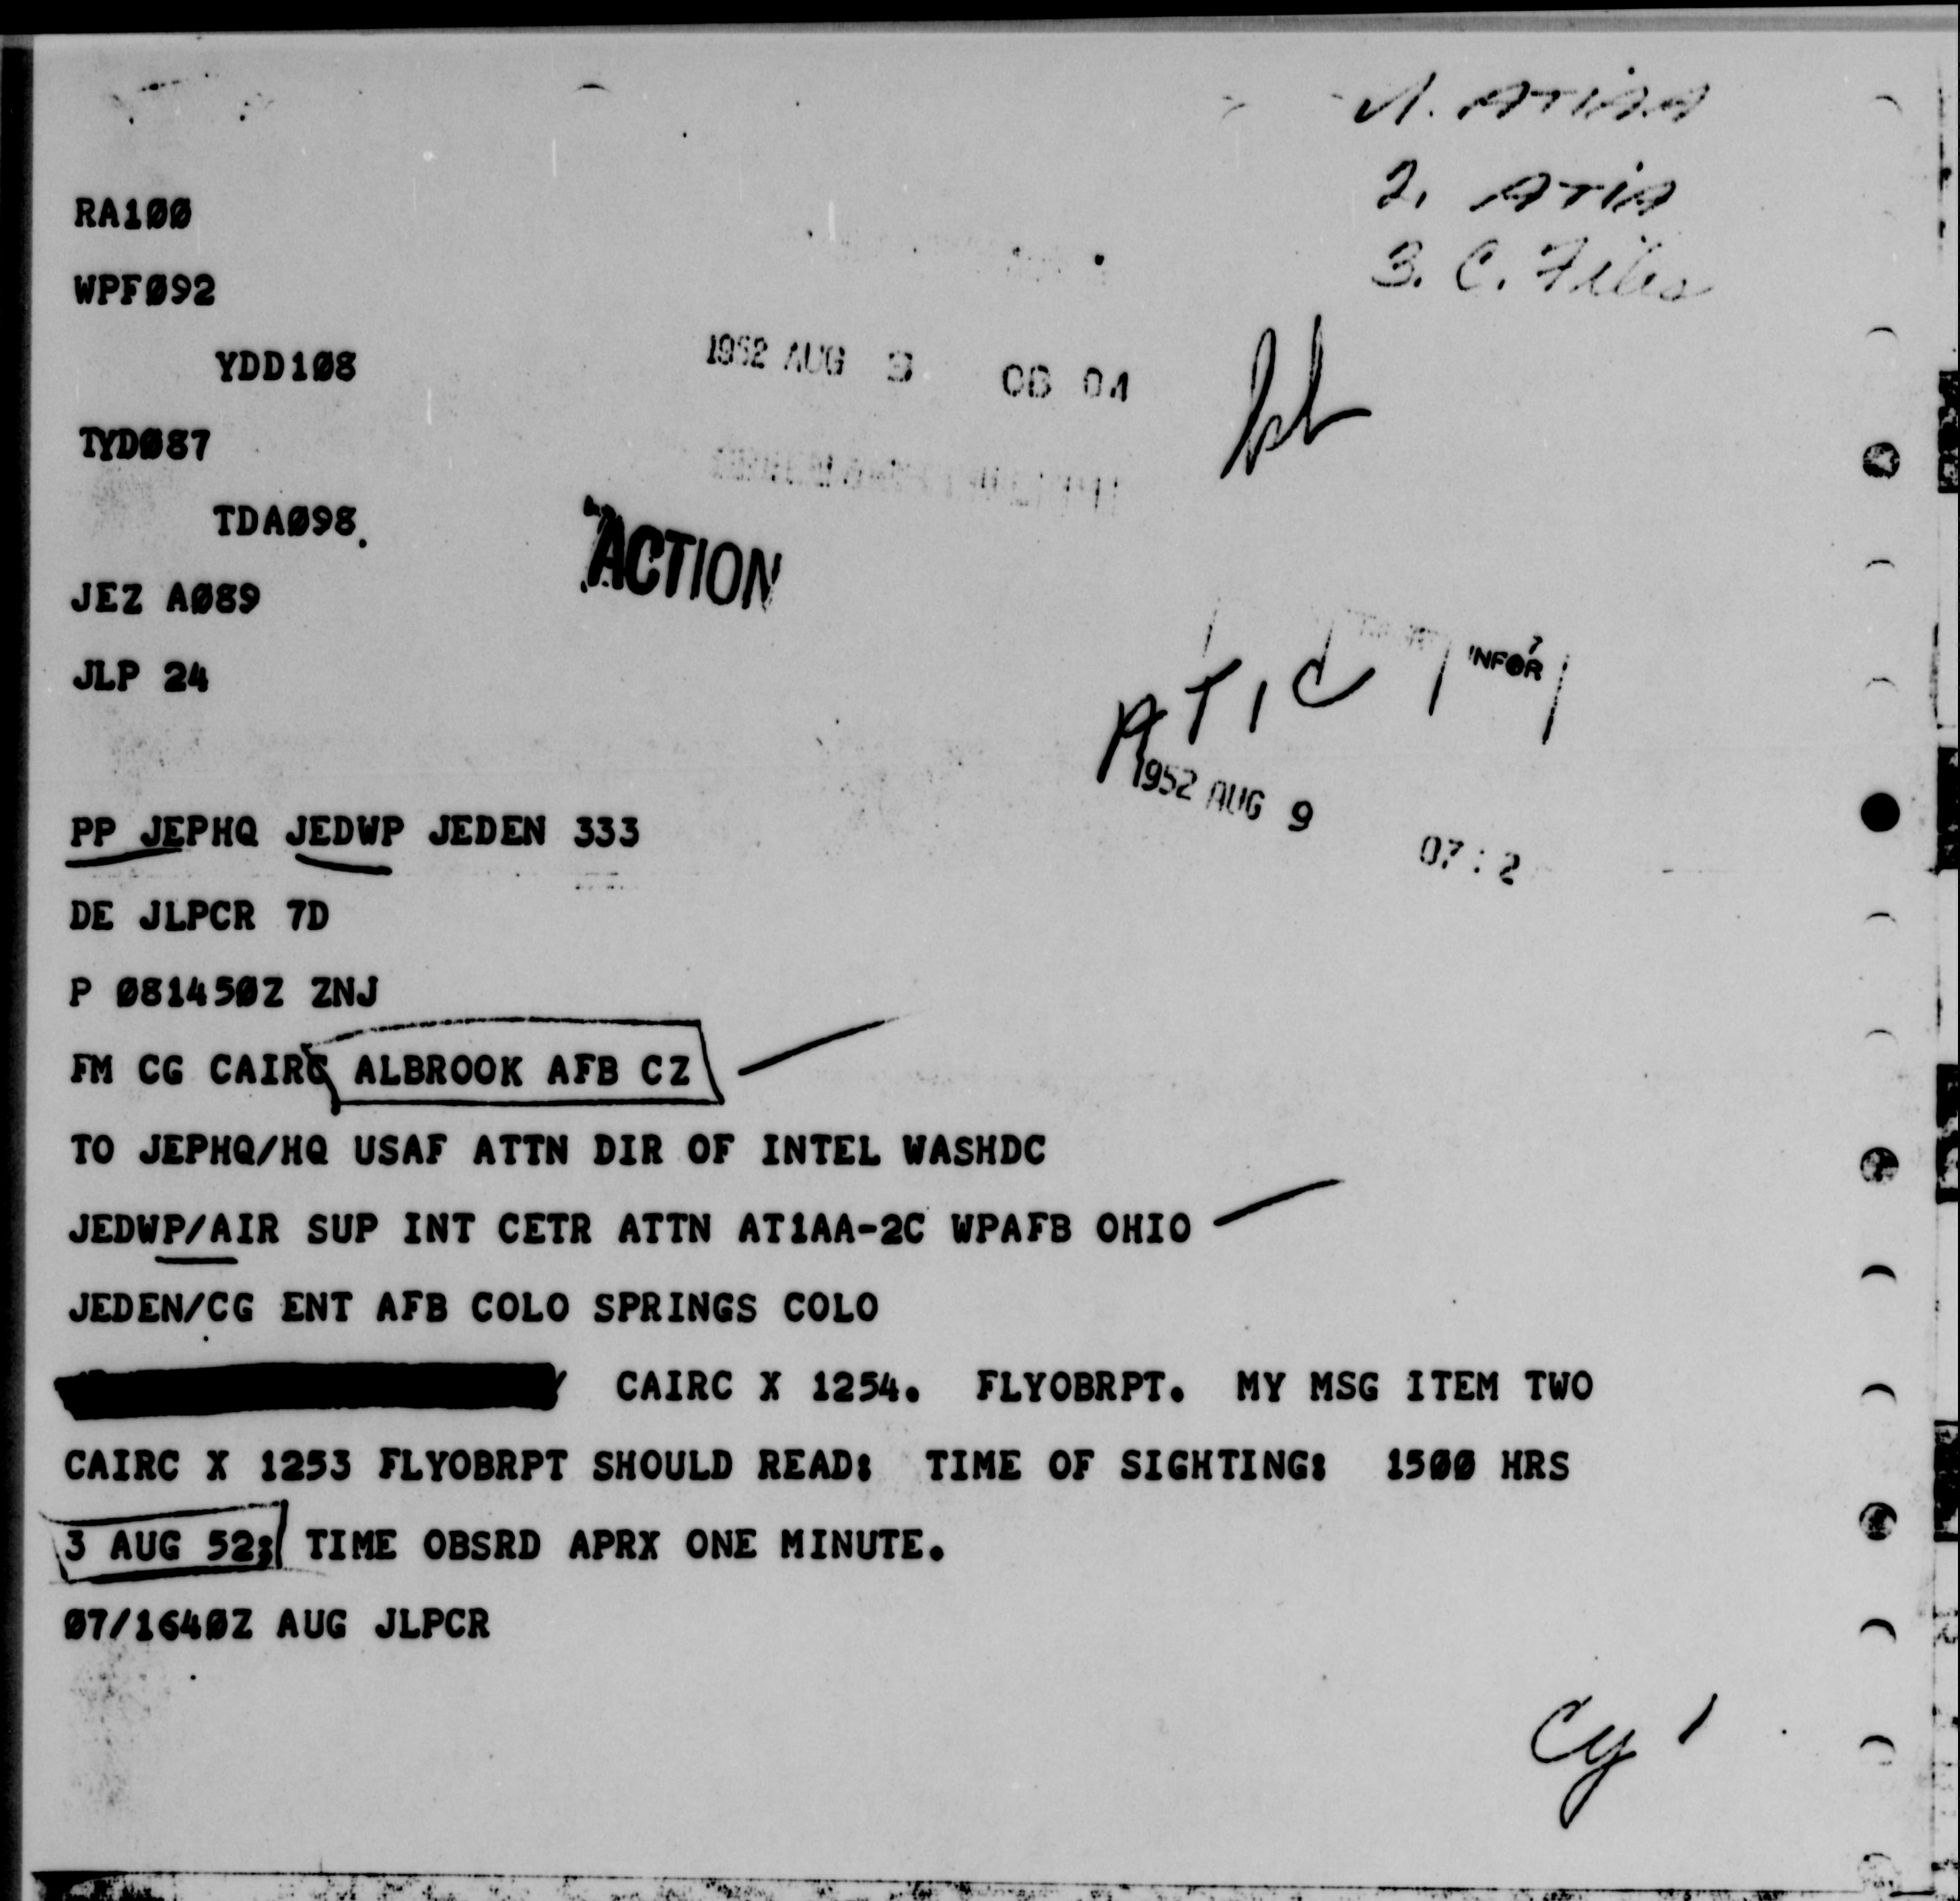 1. ATIAA
2. ATIA
3. C. Files
RA100
WPF092
YDD108
1952 AUG 9 06 04
TYD087
TDA098.
ACTION
JEZ A089
JLP 24
ATIC
INFOR
1952 AUG 9 07:2
PP JEPHQ JEDWP JEDEN 333
DE JLPCR 7D
P 081450Z ZNJ
FM CG CAIRC ALBROOK AFB CZ
TO JEPHQ/HQ USAF ATTN DIR OF INTEL WASHDC
JEDWP/AIR SUP INT CETR ATTN AT1AA-2C WPAFB OHIO
JEDEN/CG ENT AFB COLO SPRINGS COLO
CAIRC X 1254. FLYOBRPT. MY MSG ITEM TWO
CAIRC X 1253 FLYOBRPT SHOULD READ: TIME OF SIGHTING: 1500 HRS
3 AUG 52; TIME OBSRD APRX ONE MINUTE.
07/1640Z AUG JLPCR
Cy 1